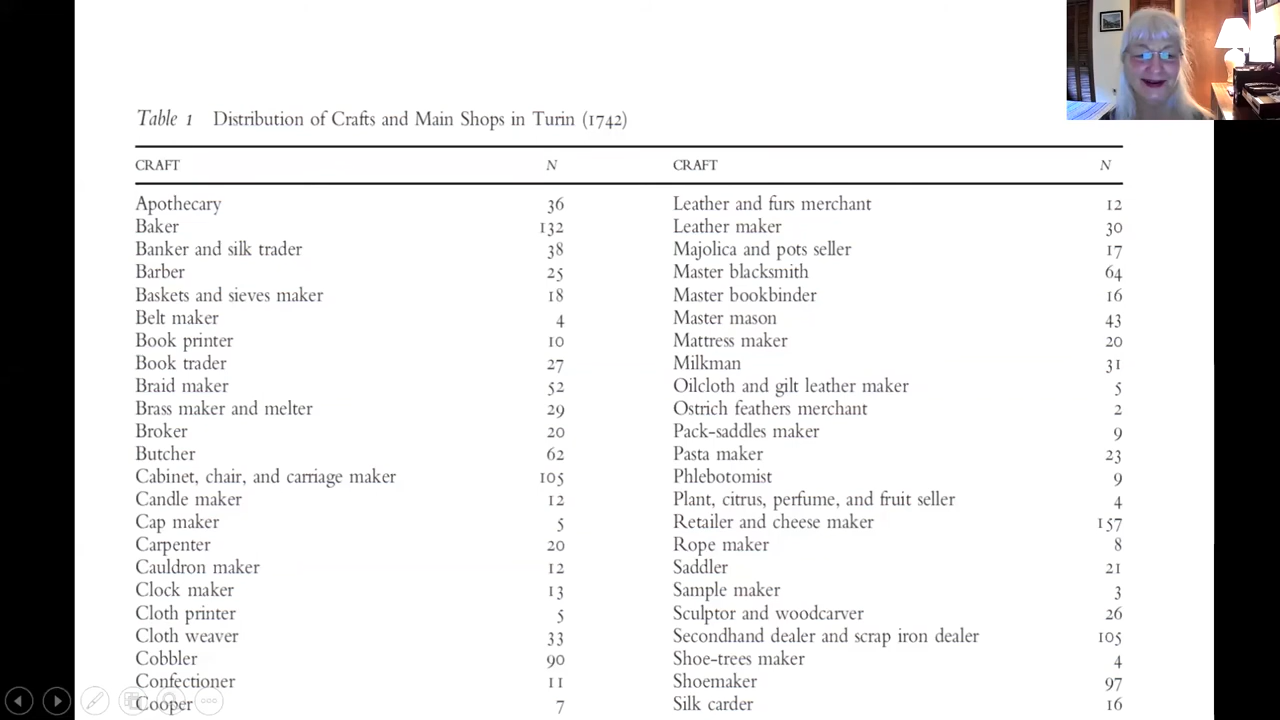 Table 1 Distribution of Crafts and Main Shops in Turin (1742)
CRAFT N CRAFT N
Apothecary 36 Leather and furs merchant 12
Baker 132 Leather maker 30
Banker and silk trader 38 Majolica and pots seller 17
Barber 25 Master blacksmith 64
Baskets and sieves maker 18 Master bookbinder 16
Belt maker 4 Master mason 43
Book printer 10 Mattress maker 20
Book trader 27 Milkman 31
Braid maker 52 Oilcloth and gilt leather maker 5
Brass maker and melter 29 Ostrich feathers merchant 2
Broker 20 Pack-saddles maker 9
Butcher 62 Pasta maker 23
Cabinet, chair, and carriage maker 105 Phlebotomist 9
Candle maker 12 Plant, citrus, perfume, and fruit seller 4
Cap maker 5 Retailer and cheese maker 157
Carpenter 20 Rope maker 8
Cauldron maker 12 Saddler 21
Clock maker 13 Sample maker 3
Cloth printer 5 Sculptor and woodcarver 26
Cloth weaver 33 Secondhand dealer and scrap iron dealer 105
Cobbler 90 Shoe-trees maker 4
Confectioner 11 Shoemaker 97
Cooper 7 Silk carder 16